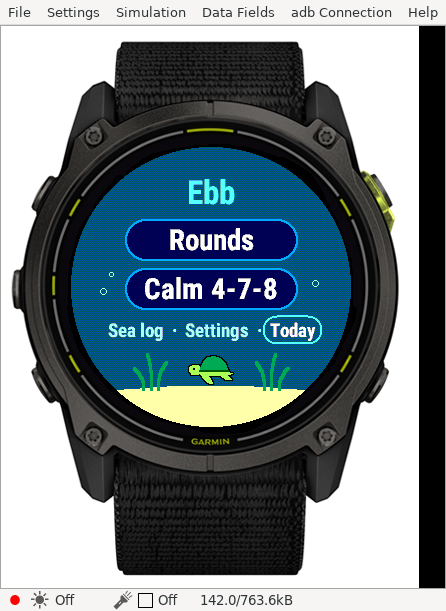 File Settings Simulation Data Fields adb Connection Help
Ebb
Rounds
Calm 4-7-8
Sea log · Settings · Today
GARMIN
Off Off 142.0/763.6kB